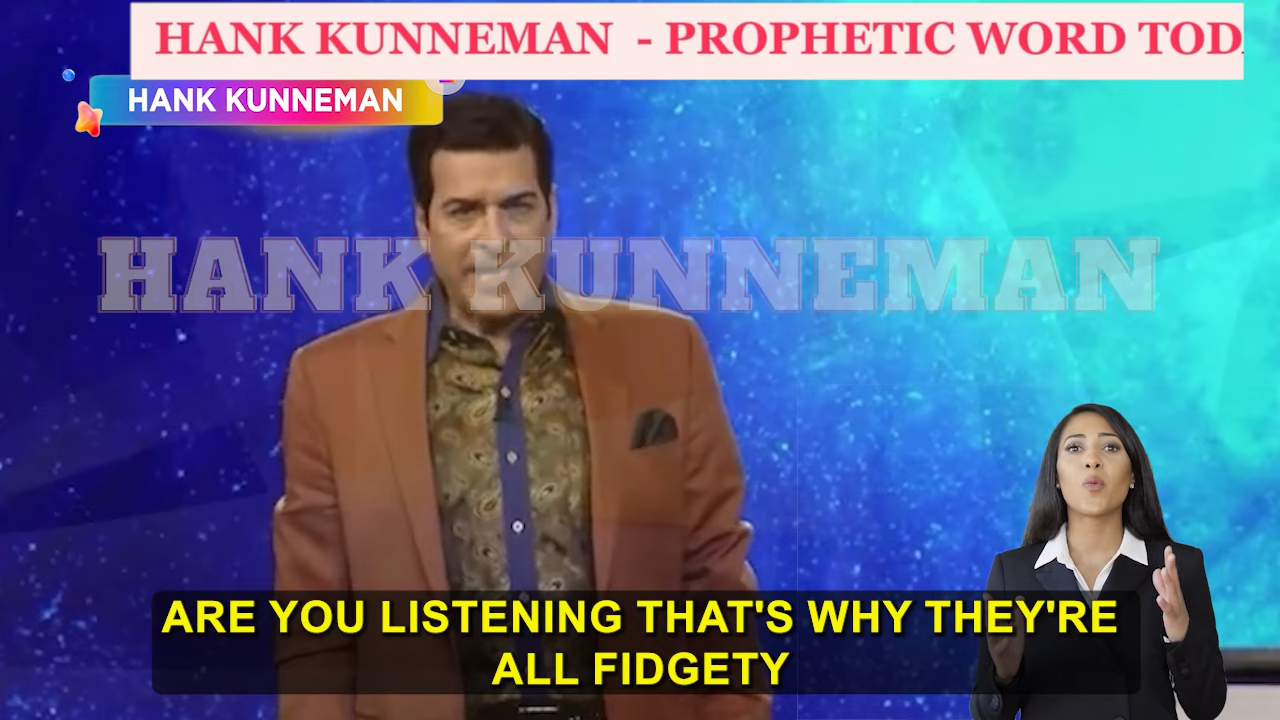 HANK KUNNEMAN - PROPHETIC WORD TOD
HANK KUNNEMAN
HANK KUNNEMAN
ARE YOU LISTENING THAT'S WHY THEY'RE
ALL FIDGETY